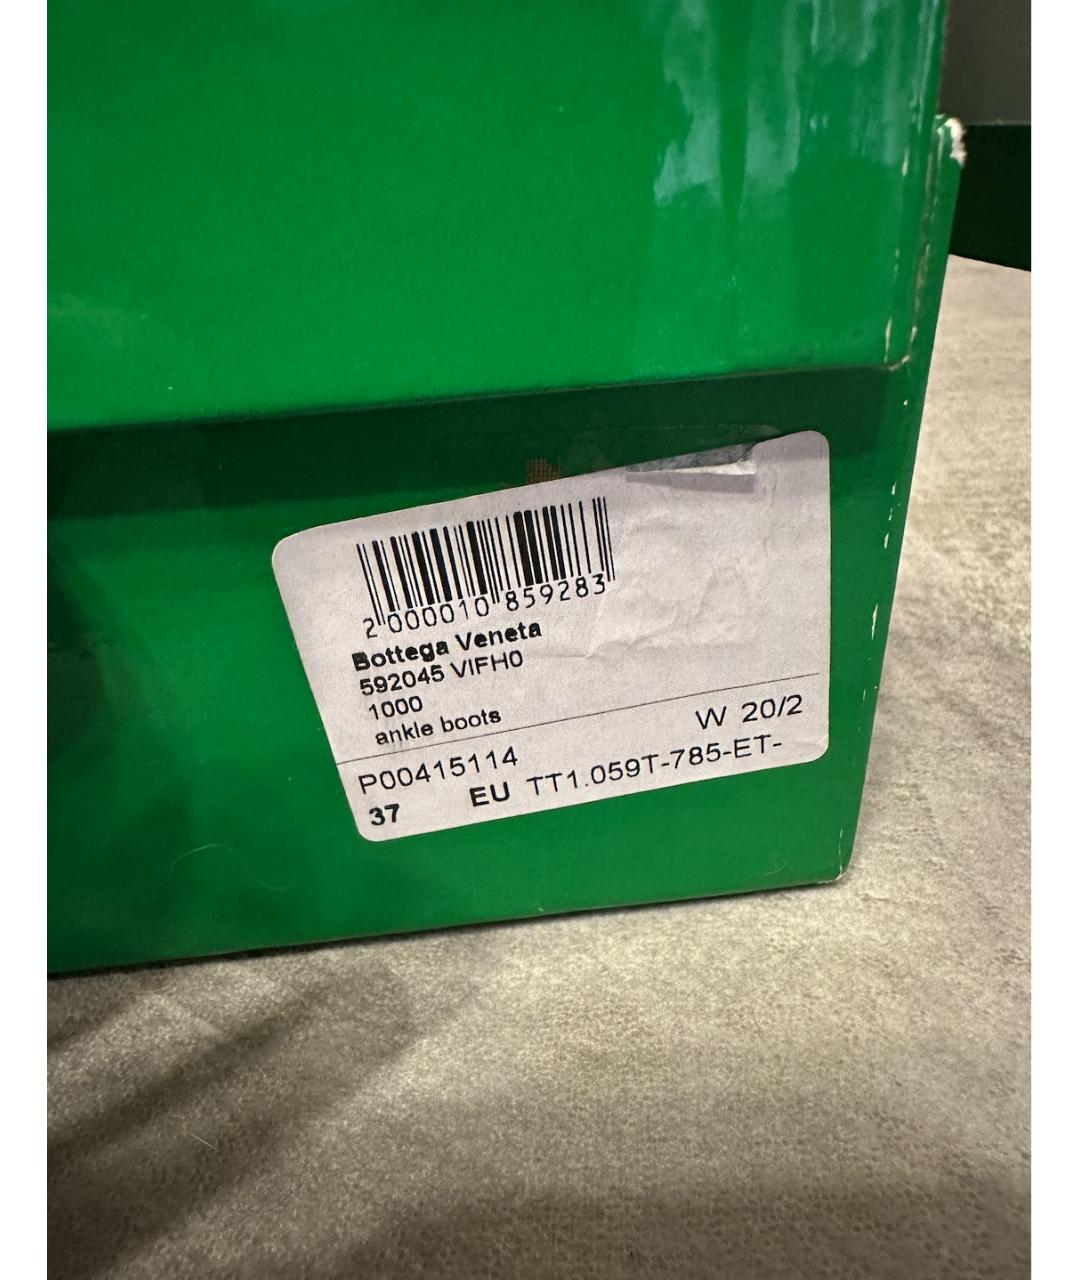 2 000010 859283
Bottega Veneta
592045 VIFH0
1000
ankle boots
W 20/2
P00415114
37 EU TT1.059T-785-ET-